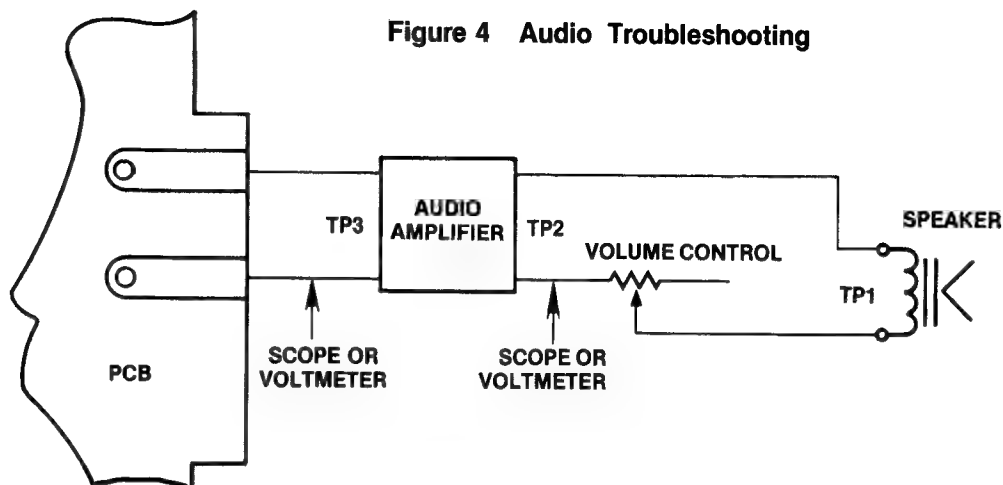 Figure 4 Audio Troubleshooting
TP3
AUDIO
AMPLIFIER
TP2
VOLUME CONTROL
SPEAKER
TP1
PCB
SCOPE OR
VOLTMETER
SCOPE OR
VOLTMETER